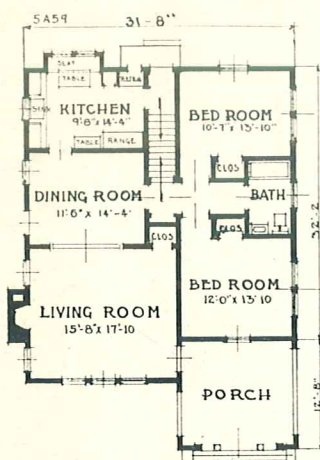 5A59
31-8"
SEAT
TABLE
KITCHEN
9'-8" x 14'-4"
SINK
TABLE
RANGE
BED ROOM
10'-7" x 13'-10"
CLOS
BATH
DINING ROOM
11'-6" x 14'-4"
CLOS
CLOS
BED ROOM
12'-0" x 13'10
LIVING ROOM
15'-8" x 17-10
PORCH
12'-8"